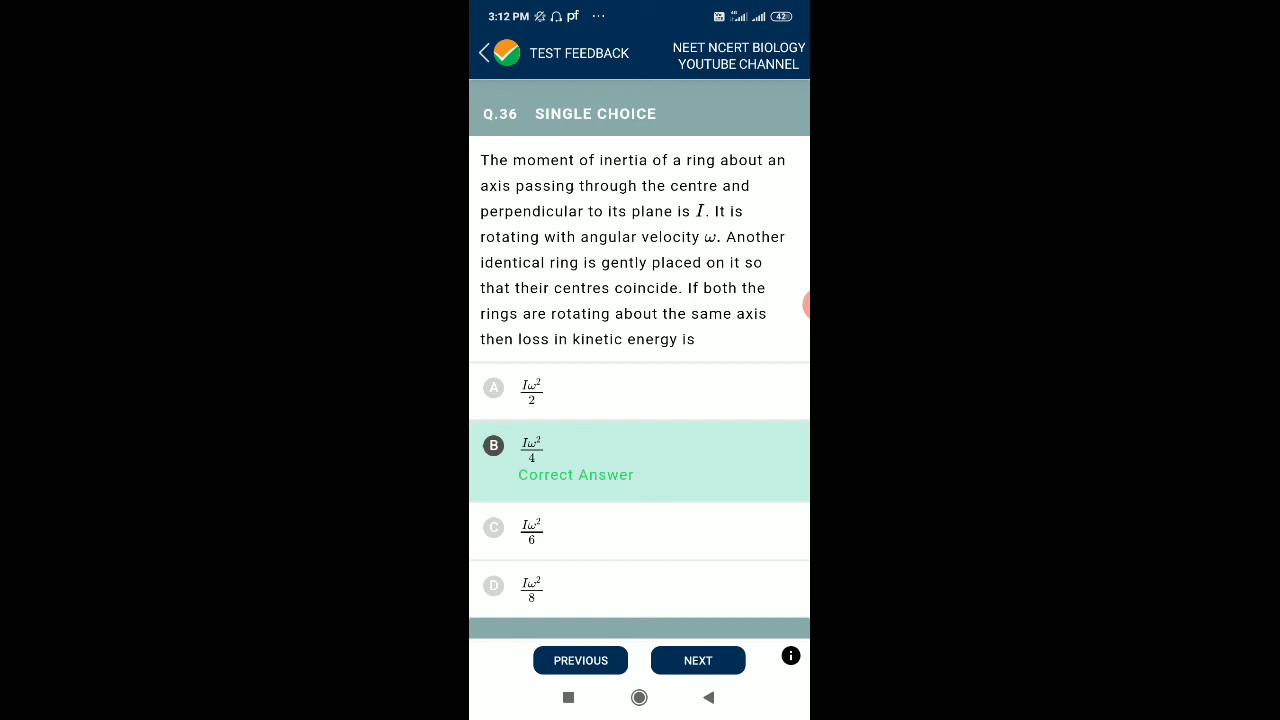 3:12 PM pf ... 4G 42
TEST FEEDBACK
NEET NCERT BIOLOGY
YOUTUBE CHANNEL
Q.36 SINGLE CHOICE
The moment of inertia of a ring about an
axis passing through the centre and
perpendicular to its plane is I. It is
rotating with angular velocity ω. Another
identical ring is gently placed on it so
that their centres coincide. If both the
rings are rotating about the same axis
then loss in kinetic energy is
A Iω²/2
B Iω²/4
Correct Answer
C Iω²/6
D Iω²/8
PREVIOUS NEXT i